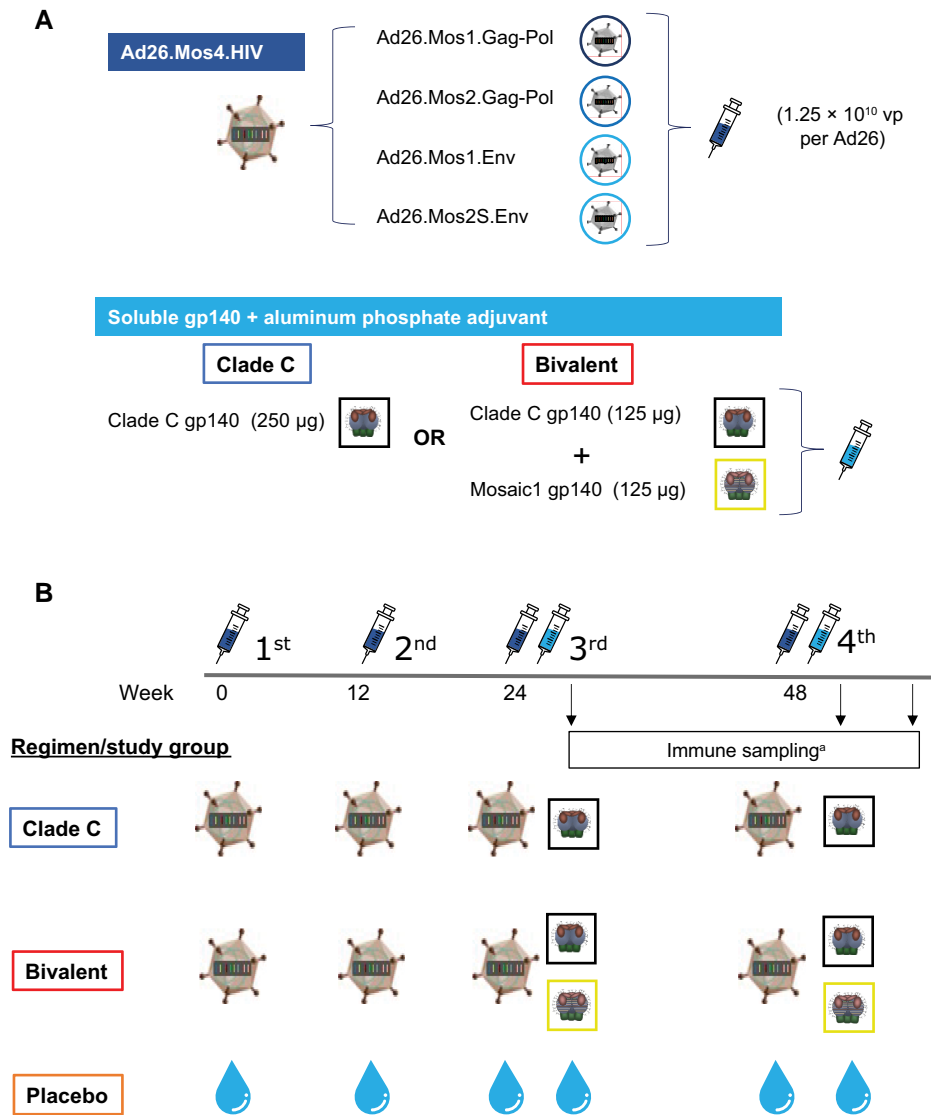 A
Ad26.Mos4.HIV
Ad26.Mos1.Gag-Pol
Ad26.Mos2.Gag-Pol
Ad26.Mos1.Env
Ad26.Mos2S.Env
(1.25 × 10¹⁰ vp
per Ad26)
Soluble gp140 + aluminum phosphate adjuvant
Clade C
Bivalent
Clade C gp140 (250 µg)
OR
Clade C gp140 (125 µg)
+
Mosaic1 gp140 (125 µg)
B
1st 2nd 3rd 4th
Week 0 12 24 48
Regimen/study group
Immune samplingᵃ
Clade C
Bivalent
Placebo